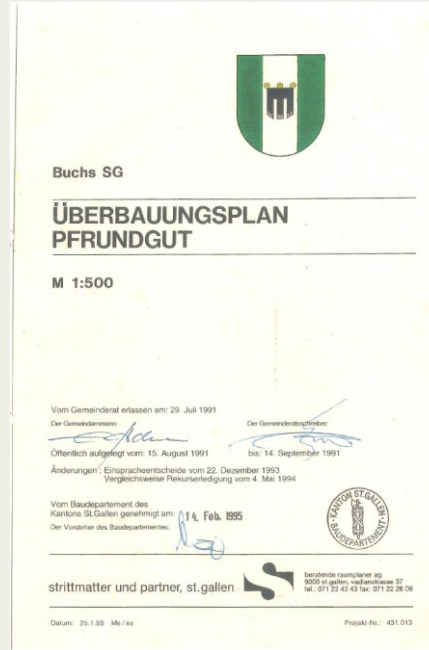 Buchs SG
ÜBERBAUUNGSPLAN
PFRUNDGUT
M 1:500
Vom Gemeinderat erlassen am: 29. Juli 1991
Der Gemeindammann: Der Gemeinderatsschreiber:
Öffentlich aufgelegt vom: 15. August 1991 bis: 14. September 1991
Änderungen: Einspracheentscheide vom 22. Dezember 1993
Vergleichsweise Rekurserledigung vom 4. Mai 1994
Vom Baudepartement des
Kantons St.Gallen genehmigt am: 14. Feb. 1995
Der Vorsteher des Baudepartementes:
KANTON ST.GALLEN
BAUDEPARTEMENT
strittmatter und partner, st.gallen
beratende raumplaner ag
9000 st.gallen, vadianstrasse 37
tel.: 071 22 43 43 fax: 071 22 26 09
Datum: 25.1.95 Me/es Projekt-Nr.: 431.013